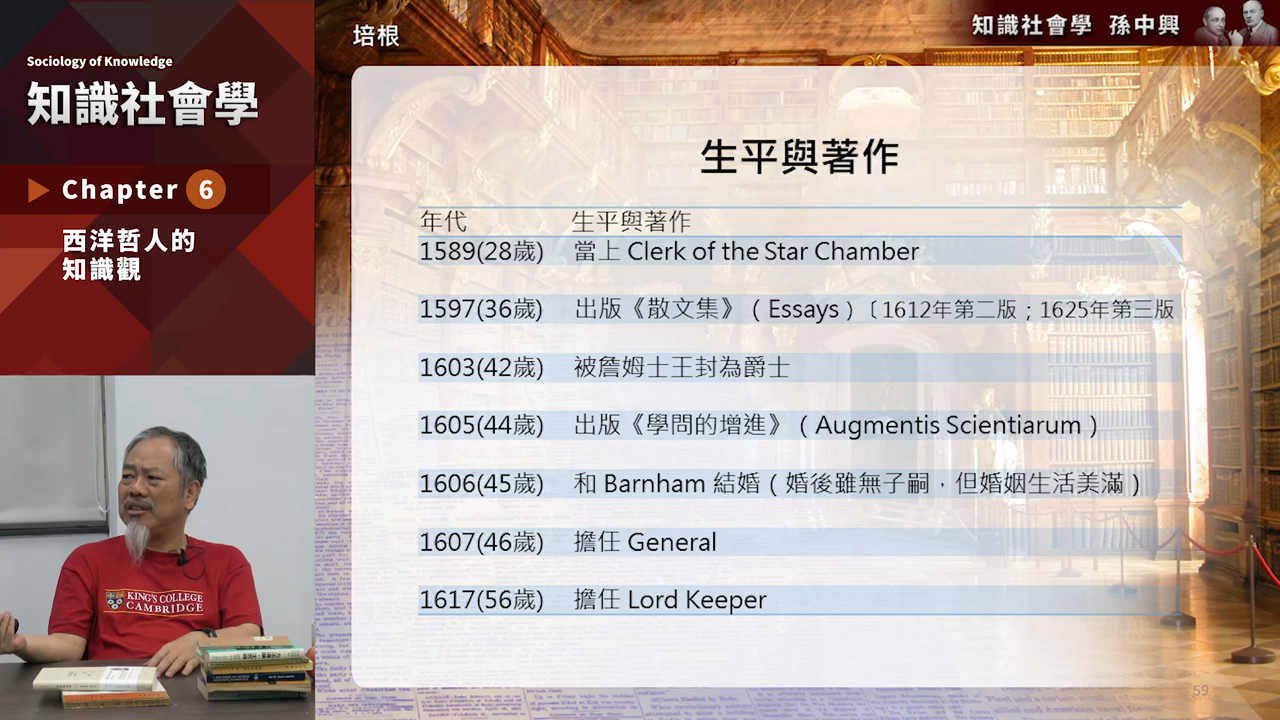 Sociology of Knowledge
知識社會學
Chapter 6
西洋哲人的
知識觀
KING'S COLLEGE
CAMBRIDGE
培根
知識社會學 孫中興
生平與著作
年代 生平與著作
1589(28歲) 當上 Clerk of the Star Chamber
1597(36歲) 出版《散文集》（Essays）〔1612年第二版；1625年第三版
1603(42歲) 被詹姆士王封為爵士
1605(44歲) 出版《學問的增進》（Augmentis Scientiarum）
1606(45歲) 和 Barnham 結婚（婚後雖無子嗣，但婚姻生活美滿）
1607(46歲) 擔任 General
1617(56歲) 擔任 Lord Keeper
59